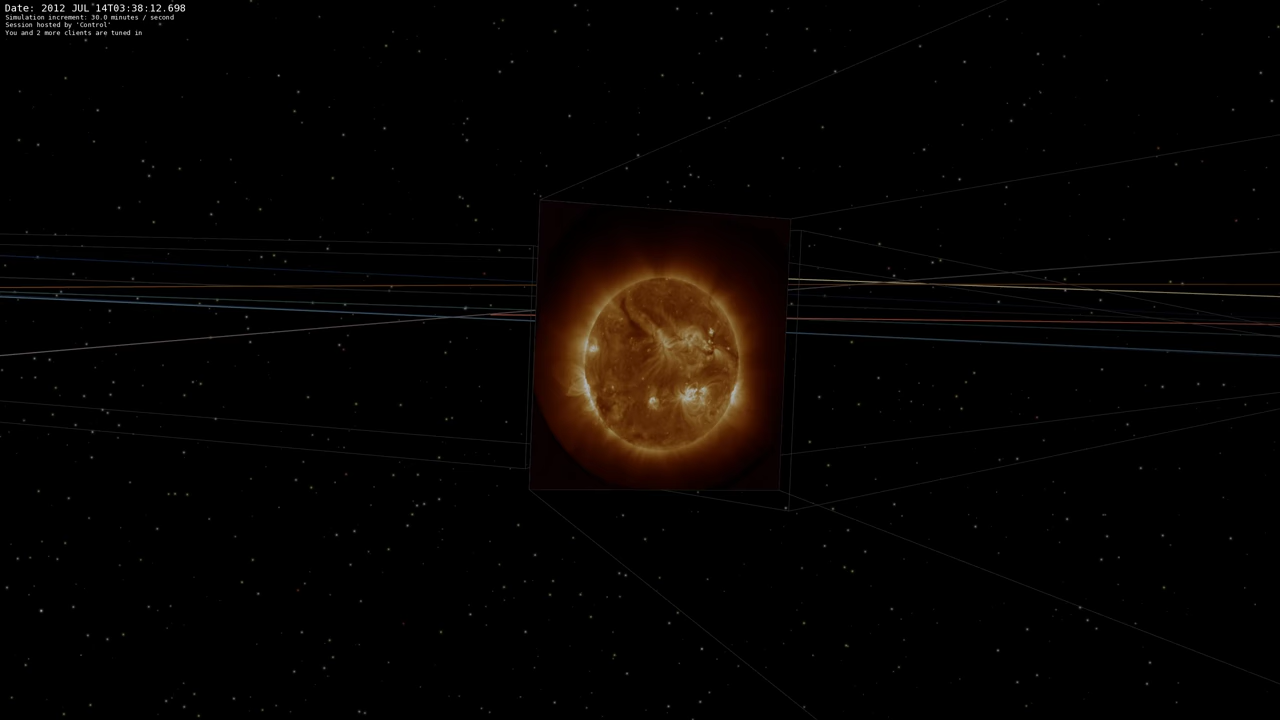 Date: 2012 JUL 14T03:38:12.698
Simulation increment: 30.0 minutes / second
Session hosted by 'Control'
You and 2 more clients are tuned in